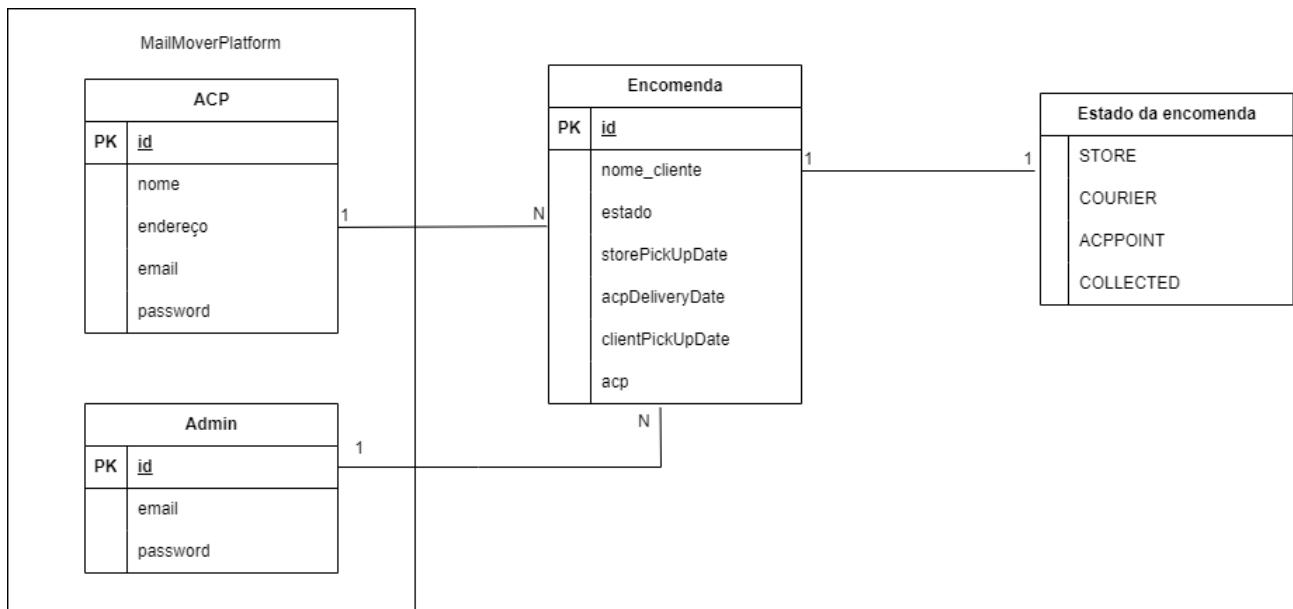 MailMoverPlatform
ACP
PK id
nome
endereço
email
password
1
N
Encomenda
PK id
nome_cliente
estado
storePickUpDate
acpDeliveryDate
clientPickUpDate
acp
1
1
Estado da encomenda
STORE
COURIER
ACPPOINT
COLLECTED
Admin
PK id
email
password
1
N